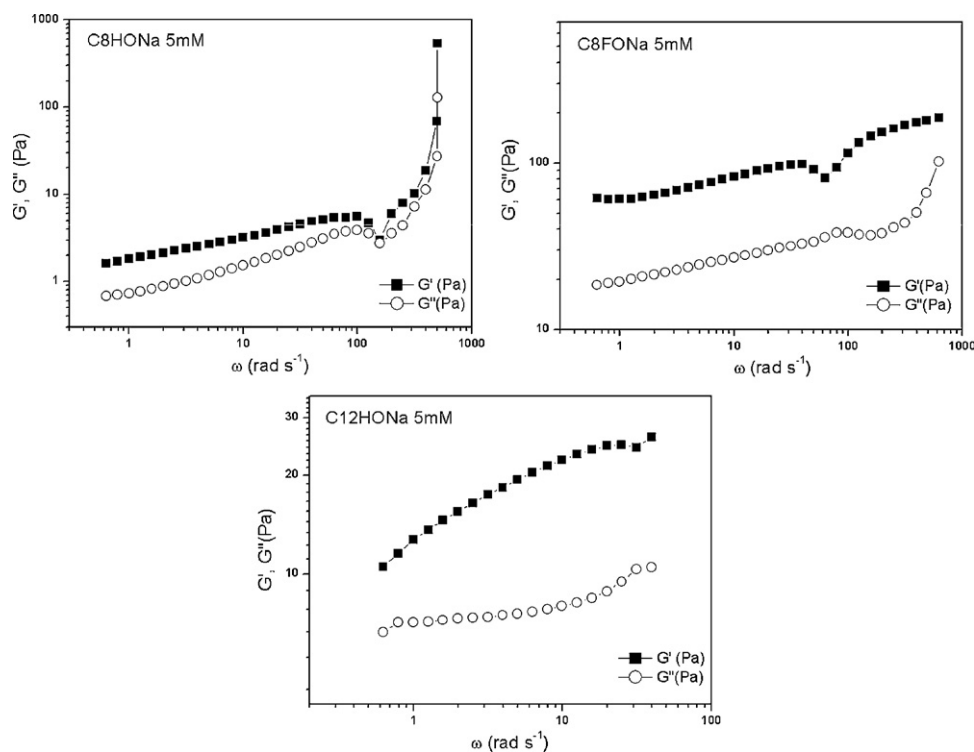 C8HONa 5mM
G', G" (Pa)
1000
100
10
1
G' (Pa)
G"(Pa)
1
10
100
1000
ω (rad s⁻¹)
C8FONa 5mM
G', G"(Pa)
100
10
G'(Pa)
G"(Pa)
1
10
100
1000
ω (rad s⁻¹)
C12HONa 5mM
G', G"(Pa)
30
20
10
G' (Pa)
G"(Pa)
1
10
100
ω (rad s⁻¹)